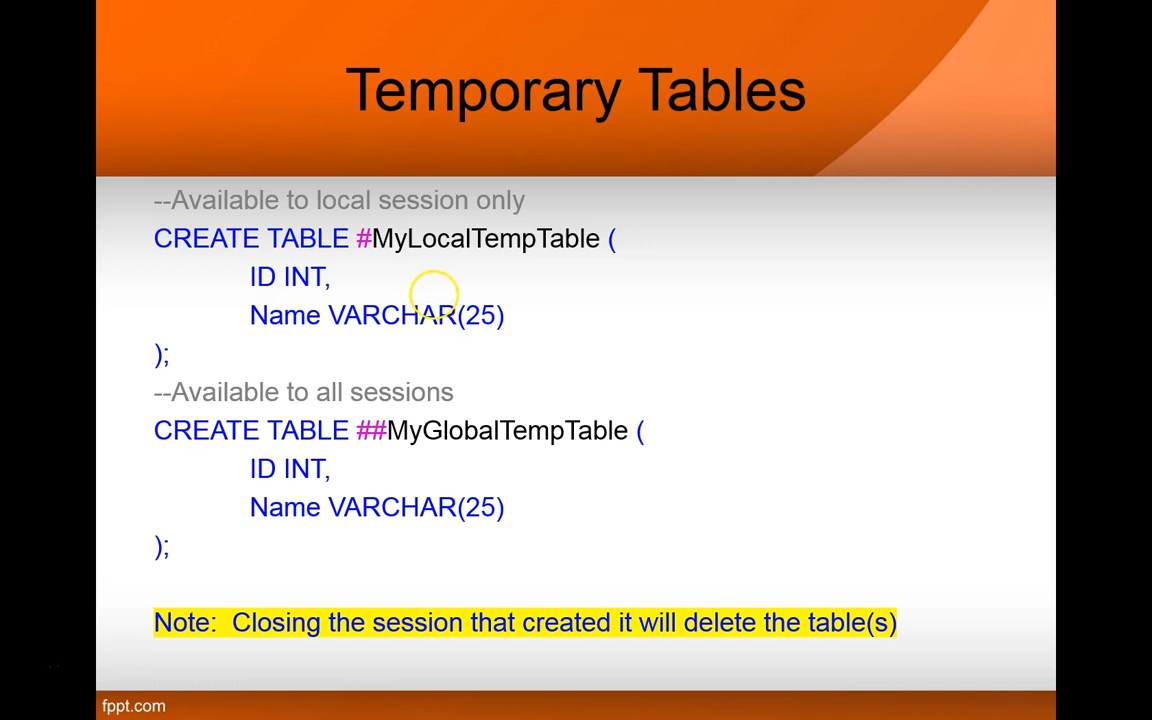 Temporary Tables
--Available to local session only
CREATE TABLE #MyLocalTempTable (
ID INT,
Name VARCHAR(25)
);
--Available to all sessions
CREATE TABLE ##MyGlobalTempTable (
ID INT,
Name VARCHAR(25)
);
Note:  Closing the session that created it will delete the table(s)
fppt.com